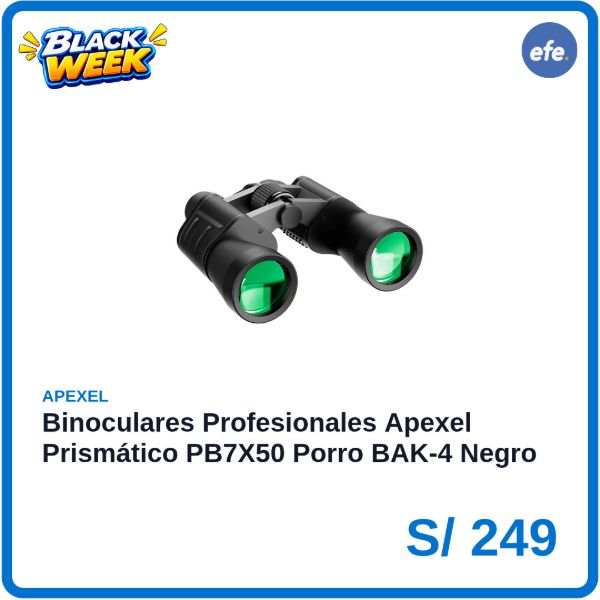 BLACK
WEEK
efe.
APEXEL
Binoculares Profesionales Apexel
Prismático PB7X50 Porro BAK-4 Negro
S/ 249